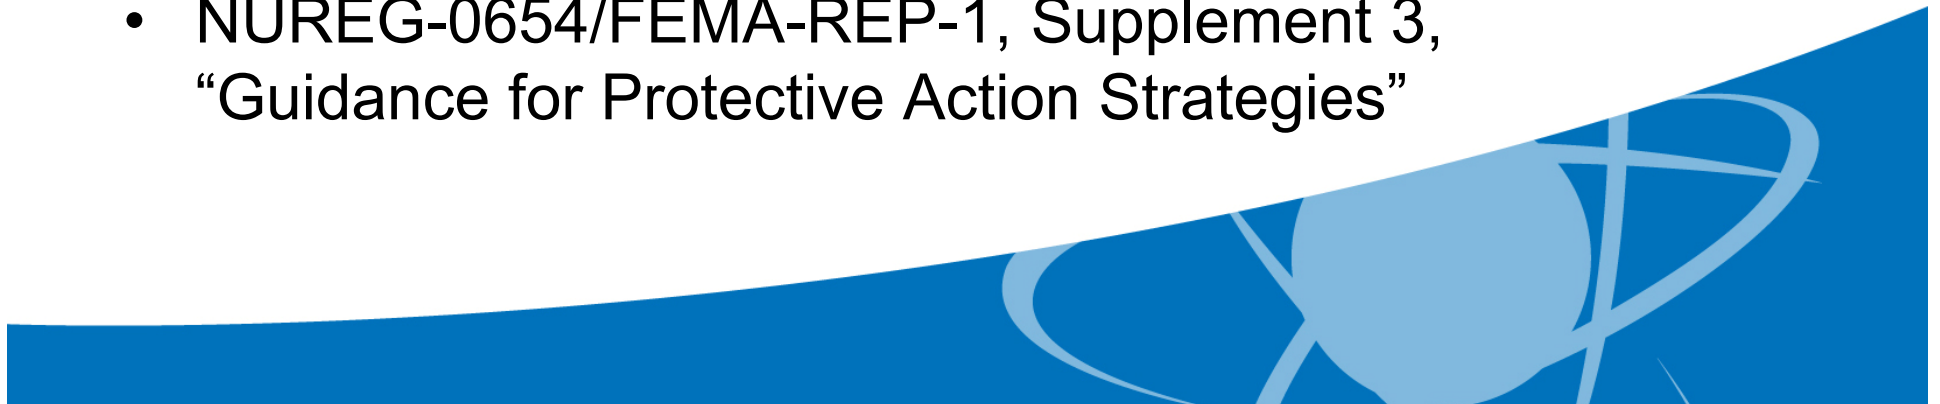 • NUREG-0654/FEMA-REP-1, Supplement 3,
“Guidance for Protective Action Strategies”